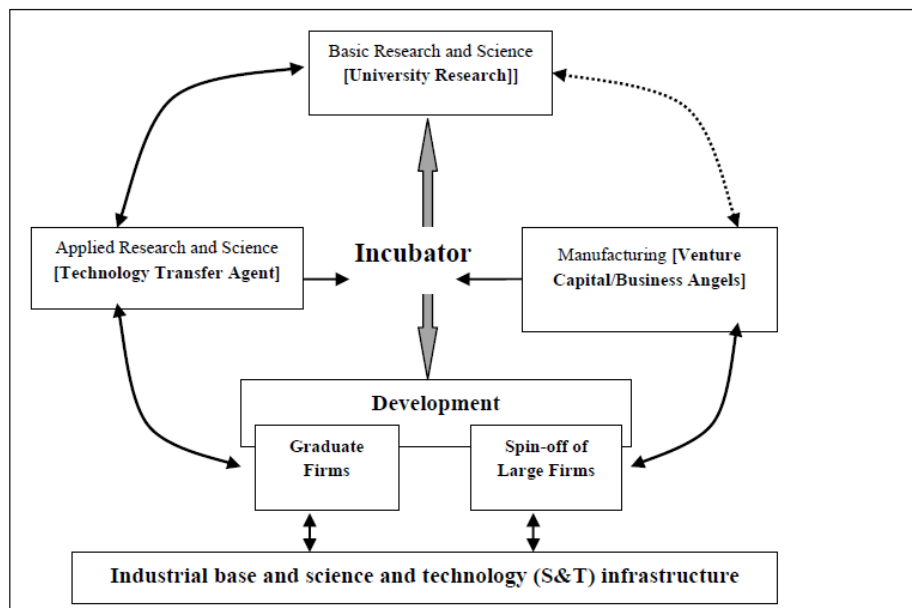 Basic Research and Science
[University Research]]
Applied Research and Science
[Technology Transfer Agent]
Incubator
Manufacturing [Venture
Capital/Business Angels]
Development
Graduate
Firms
Spin-off of
Large Firms
Industrial base and science and technology (S&T) infrastructure